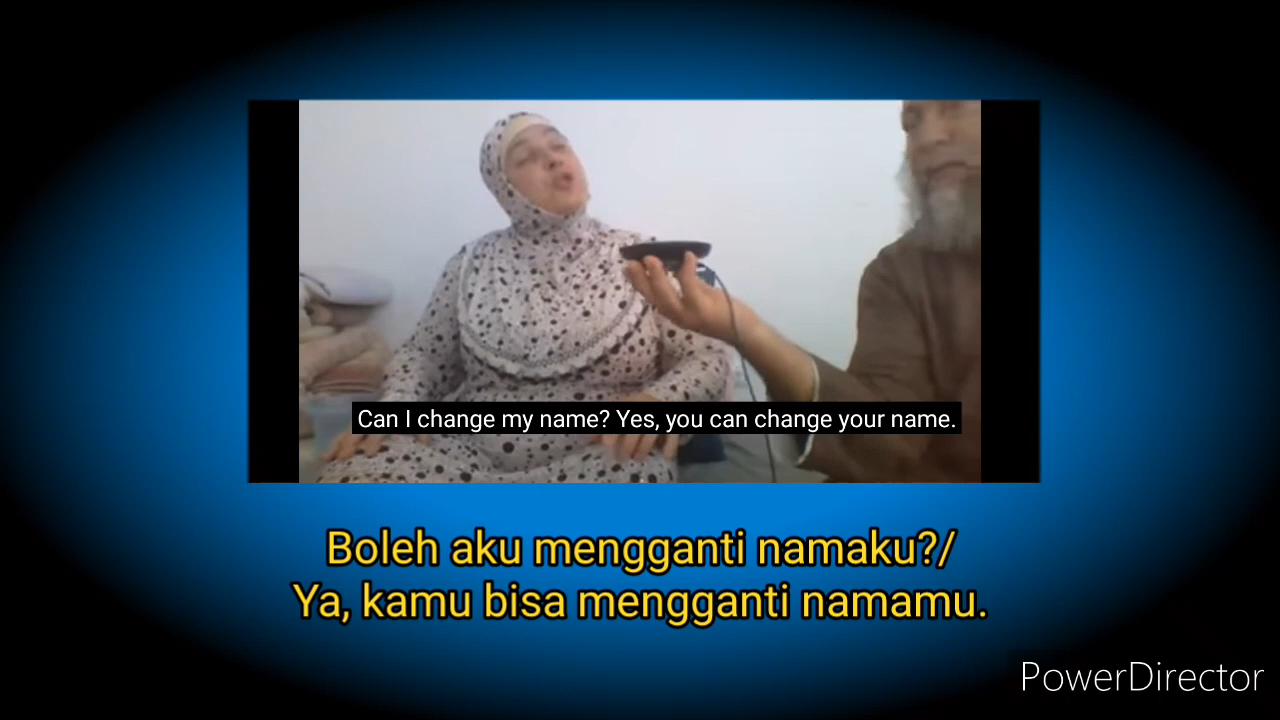 Can I change my name? Yes, you can change your name.
Boleh aku mengganti namaku?/
Ya, kamu bisa mengganti namamu.
PowerDirector